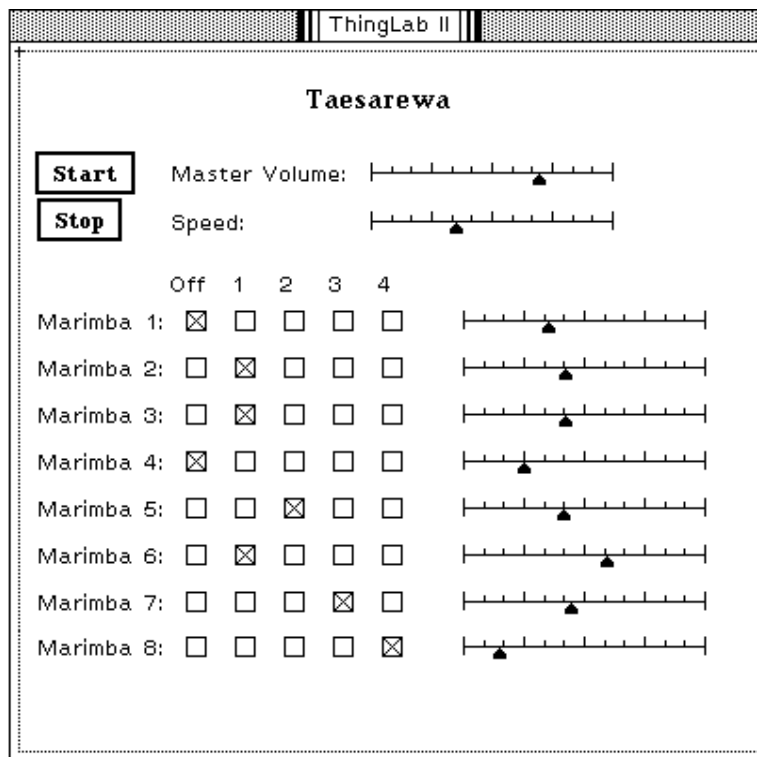 ThingLab II
Taesarewa
Start Master Volume:
Stop Speed:
Off 1 2 3 4
Marimba 1:
Marimba 2:
Marimba 3:
Marimba 4:
Marimba 5:
Marimba 6:
Marimba 7:
Marimba 8: